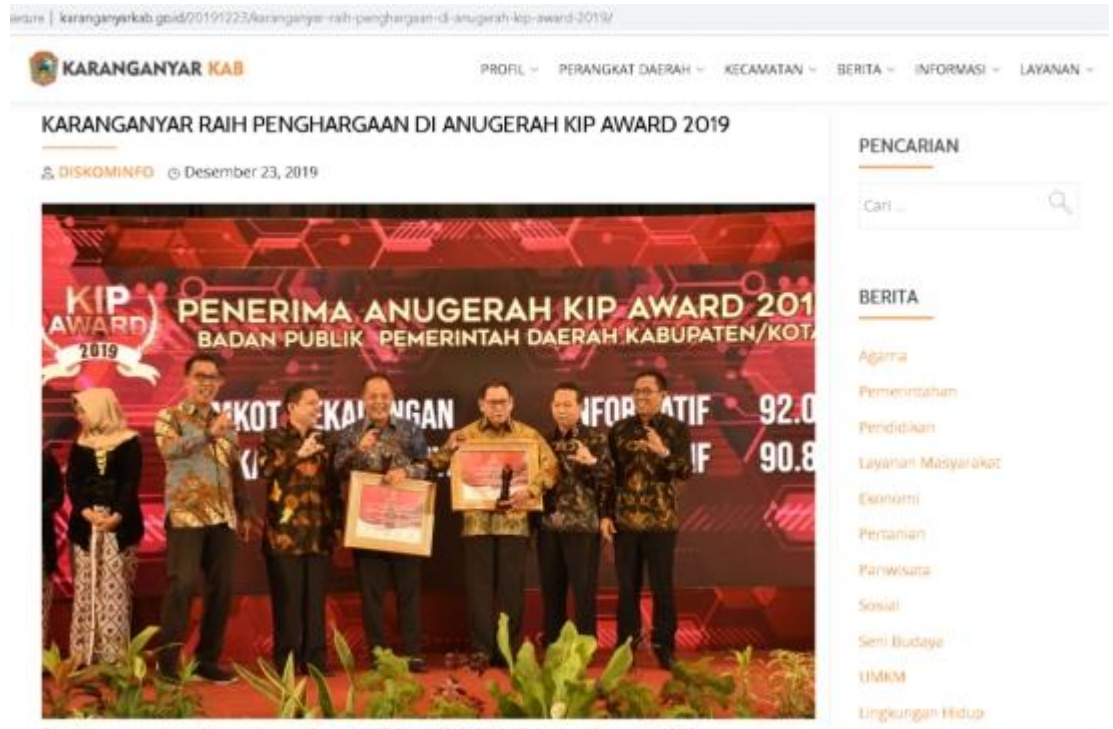 karanganyarkab.go.id/20191223/karanganyar-raih-penghargaan-di-anugerah-kip-award-2019/
KARANGANYAR KAB
PROFIL
PERANGKAT DAERAH
KECAMATAN
BERITA
INFORMASI
LAYANAN
KARANGANYAR RAIH PENGHARGAAN DI ANUGERAH KIP AWARD 2019
DISKOMINFO Desember 23, 2019
KIP
AWARD
2019
PENERIMA ANUGERAH KIP AWARD 201
BADAN PUBLIK PEMERINTAH DAERAH KABUPATEN/KOTA
92.0
90.8
PENCARIAN
Cari ...
BERITA
Agama
Pemerintahan
Pendidikan
Layanan Masyarakat
Ekonomi
Pertanian
Pariwisata
Sosial
Seni Budaya
UMKM
Lingkungan Hidup